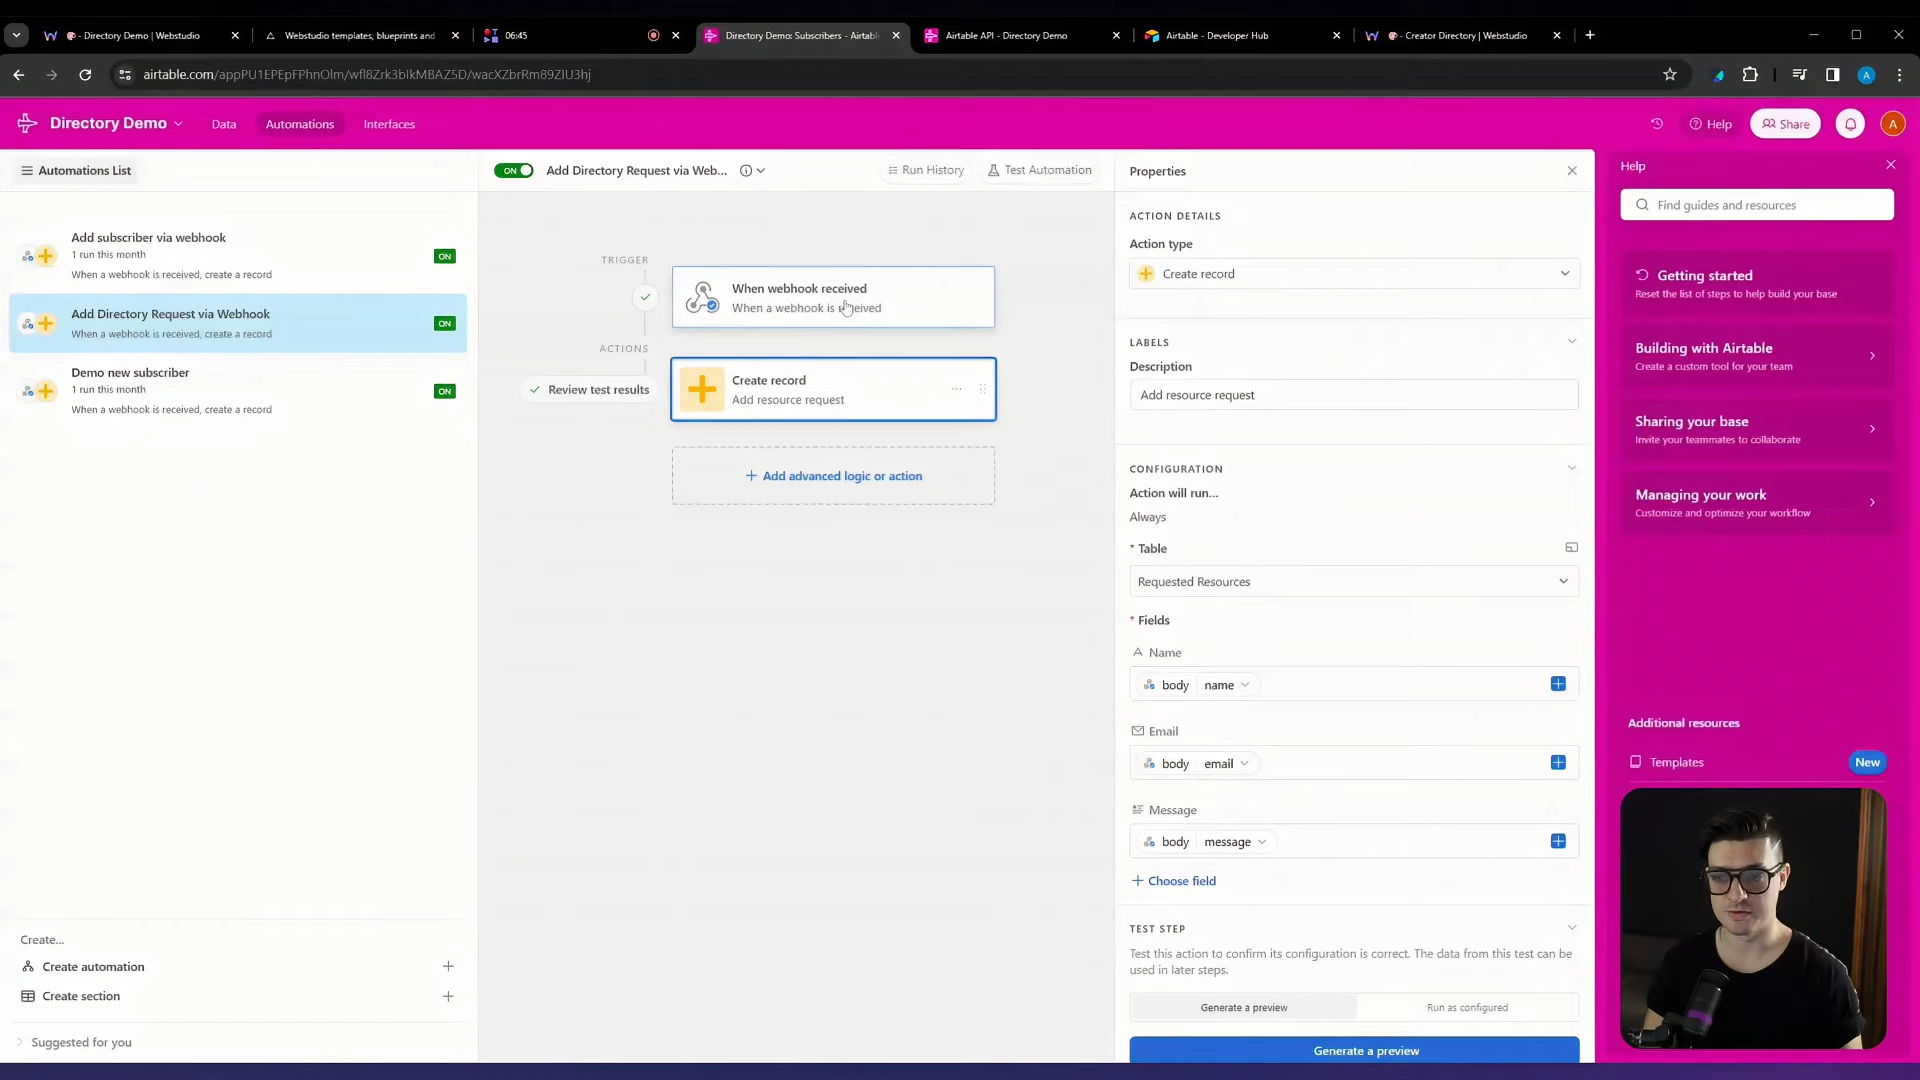 - Directory Demo | Webstudio
Webstudio templates, blueprints and
06:45
Directory Demo: Subscribers - Airtable
Airtable API - Directory Demo
Airtable - Developer Hub
- Creator Directory | Webstudio
Directory Demo
Data
Automations
Interfaces
Help
Share
A
Automations List
ON
Add Directory Request via Web...
Run History
Test Automation
Properties
Help
Find guides and resources
Add subscriber via webhook
1 run this month
When a webhook is received, create a record
ON
Add Directory Request via Webhook
When a webhook is received, create a record
ON
Demo new subscriber
1 run this month
When a webhook is received, create a record
ON
TRIGGER
When webhook received
When a webhook is received
ACTIONS
Review test results
Create record
Add resource request
Add advanced logic or action
ACTION DETAILS
Action type
Create record
LABELS
Description
Add resource request
CONFIGURATION
Action will run...
Always
* Table
Requested Resources
* Fields
Name
body name
Email
body email
Message
body message
Choose field
TEST STEP
Test this action to confirm its configuration is correct. The data from this test can be
used in later steps.
Generate a preview
Run as configured
Generate a preview
Getting started
Reset the list of steps to help build your base
Building with Airtable
Create a custom tool for your team
Sharing your base
Invite your teammates to collaborate
Managing your work
Customize and optimize your workflow
Additional resources
Templates
New
Create...
Create automation
Create section
Suggested for you